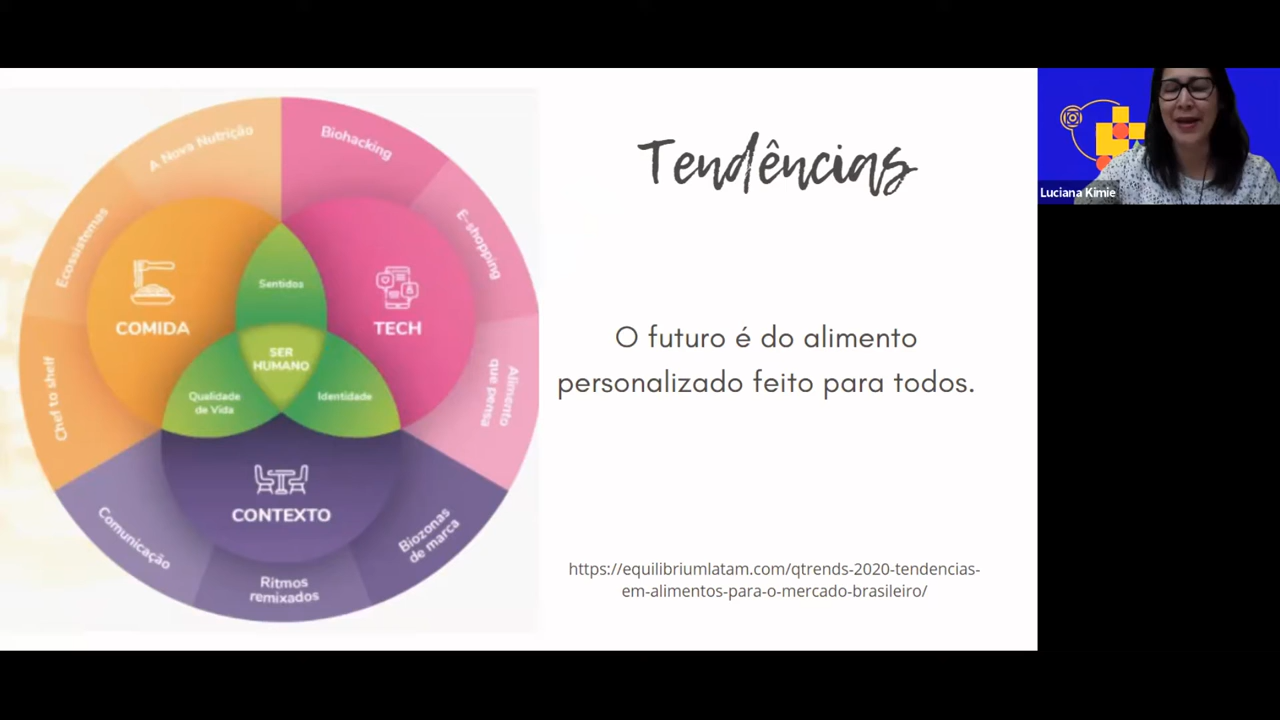 Tendências
O futuro é do alimento
personalizado feito para todos.
https://equilibriumlatam.com/qtrends-2020-tendencias-
em-alimentos-para-o-mercado-brasileiro/
A Nova Nutrição
Biohacking
E-shopping
Alimento
que pensa
Biozonas
de marca
Ritmos
remixados
Comunicação
Chef to shelf
Ecossistemas
COMIDA
TECH
CONTEXTO
Sentidos
SER
HUMANO
Qualidade
de Vida
Identidade
Luciana Kimie